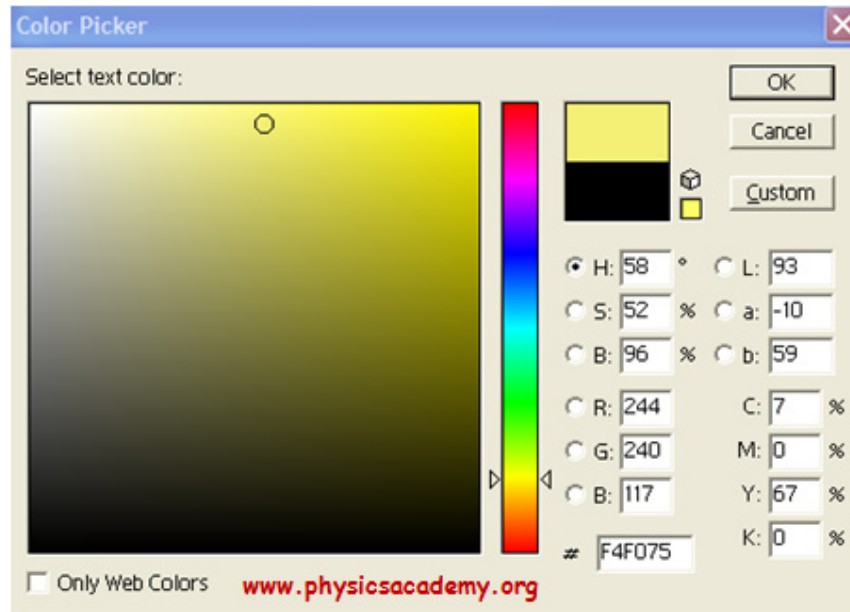 Color Picker
Select text color:
OK
Cancel
Custom
H: 58 °
L: 93
S: 52 %
a: -10
B: 96 %
b: 59
R: 244
C: 7 %
G: 240
M: 0 %
B: 117
Y: 67 %
# F4F075
K: 0 %
Only Web Colors
www.physicsacademy.org